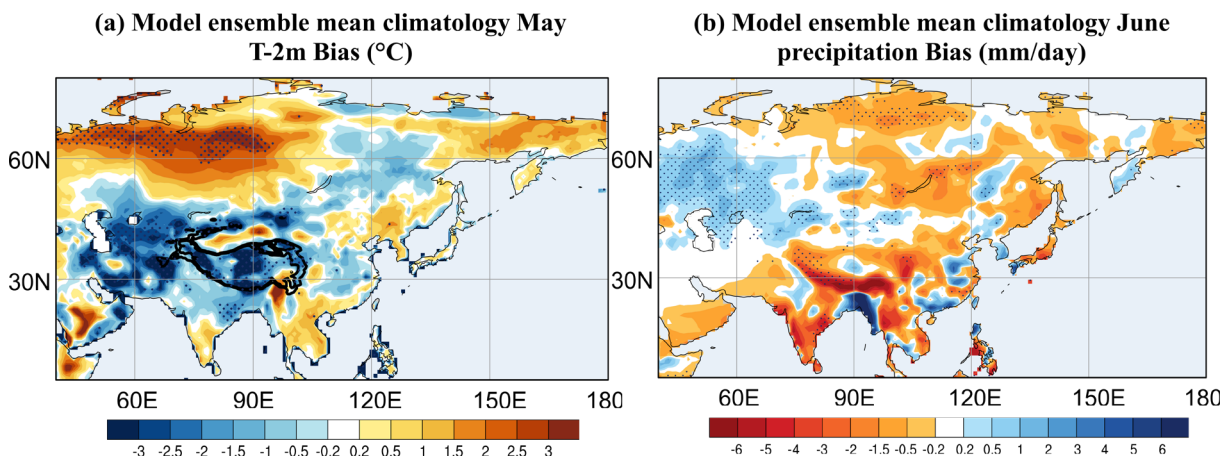 (a) Model ensemble mean climatology May
T-2m Bias (°C)
(b) Model ensemble mean climatology June
precipitation Bias (mm/day)
60N
30N
60E 90E 120E 150E 180
60N
30N
60E 90E 120E 150E 180
-3 -2.5 -2 -1.5 -1 -0.5 -0.2 0.2 0.5 1 1.5 2 2.5 3
-6 -5 -4 -3 -2 -1.5 -1 -0.5 -0.2 0.2 0.5 1 2 3 4 5 6